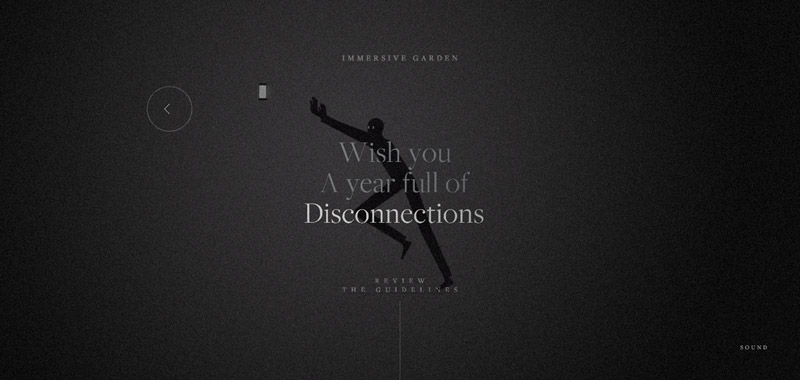 IMMERSIVE GARDEN
Wish you
A year full of
Disconnections
REVIEW
THE GUIDELINES
SOUND